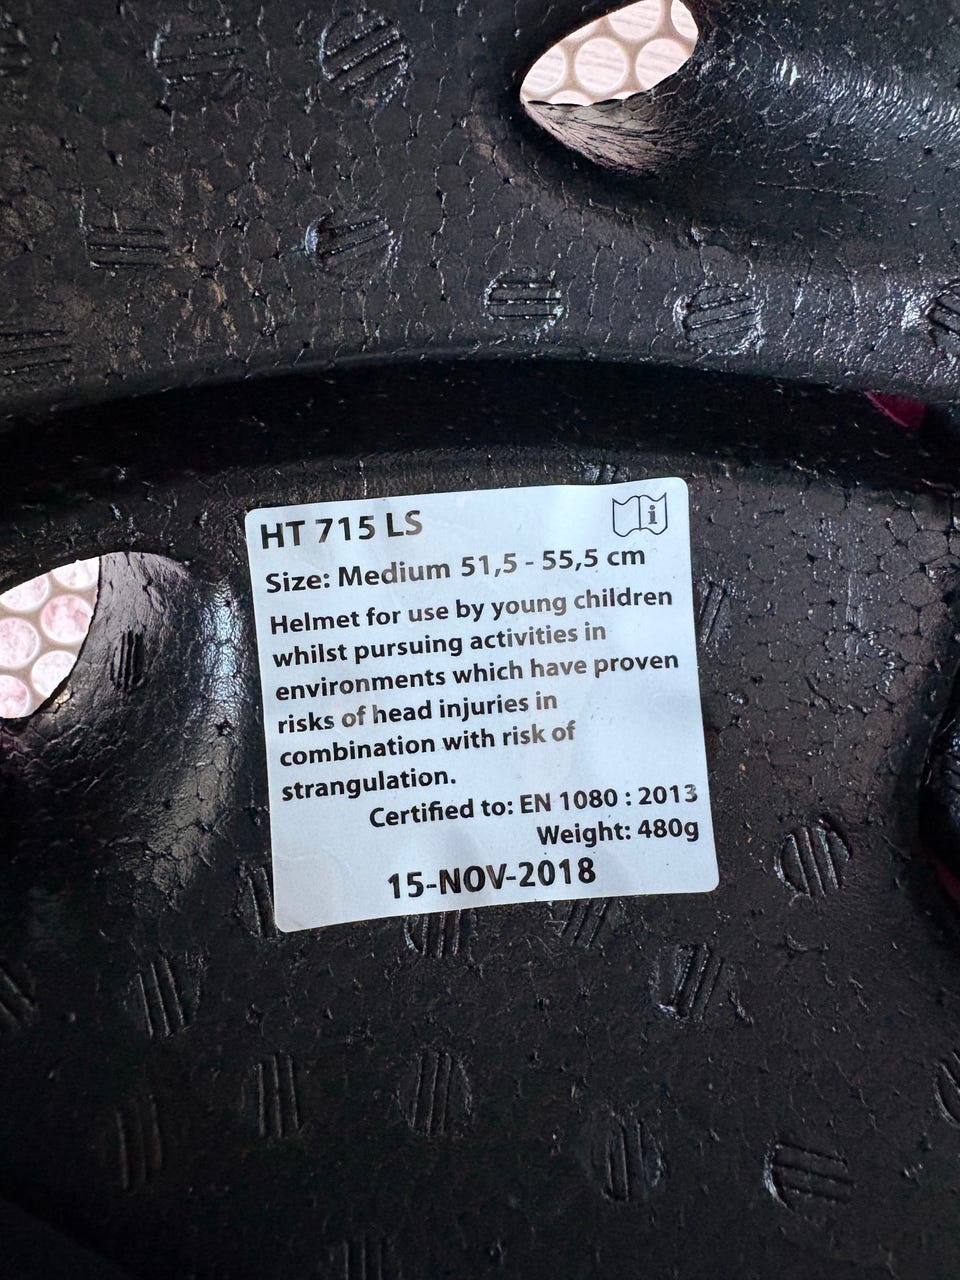 HT 715 LS
Size: Medium 51,5 - 55,5 cm
Helmet for use by young children
whilst pursuing activities in
environments which have proven
risks of head injuries in
combination with risk of
strangulation.
Certified to: EN 1080 : 2013
Weight: 480g
15-NOV-2018